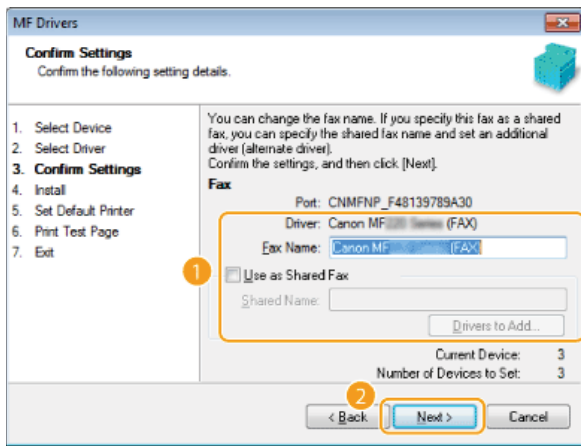 MF Drivers
Confirm Settings
Confirm the following setting details.
1. Select Device
2. Select Driver
3. Confirm Settings
4. Install
5. Set Default Printer
6. Print Test Page
7. Exit
You can change the fax name. If you specify this fax as a shared
fax, you can specify the shared fax name and set an additional
driver (alternate driver).
Confirm the settings, and then click [Next].
Fax
Port: CNMFNP_F48139789A30
Driver: Canon MF (FAX)
Fax Name: Canon MF (FAX)
1
Use as Shared Fax
Shared Name:
Drivers to Add...
Current Device: 3
Number of Devices to Set: 3
2
< Back Next > Cancel